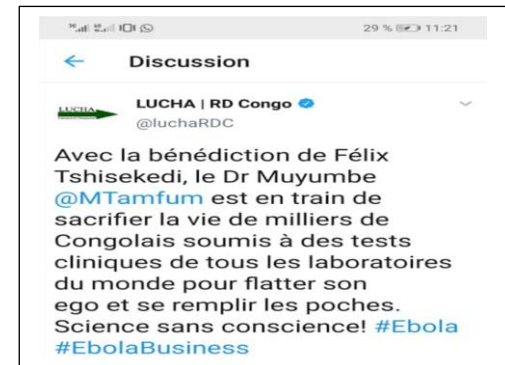 29 % 11:21
← Discussion
LUCHA
LUCHA | RD Congo
@luchaRDC
Avec la bénédiction de Félix
Tshisekedi, le Dr Muyumbe
@MTamfum est en train de
sacrifier la vie de milliers de
Congolais soumis à des tests
cliniques de tous les laboratoires
du monde pour flatter son
ego et se remplir les poches.
Science sans conscience! #Ebola
#EbolaBusiness